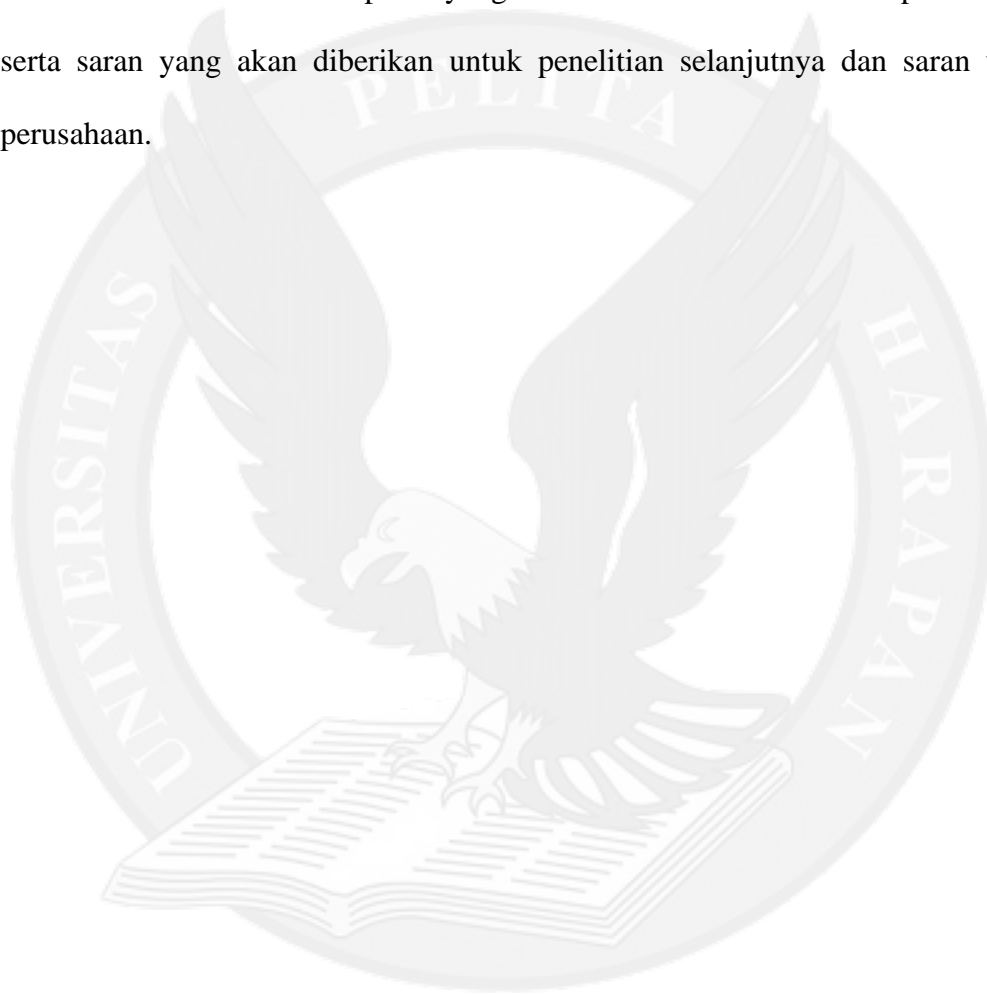 serta saran yang akan diberikan untuk penelitian selanjutnya dan saran
perusahaan.
UNIVERSITAS PELITA HARAPAN